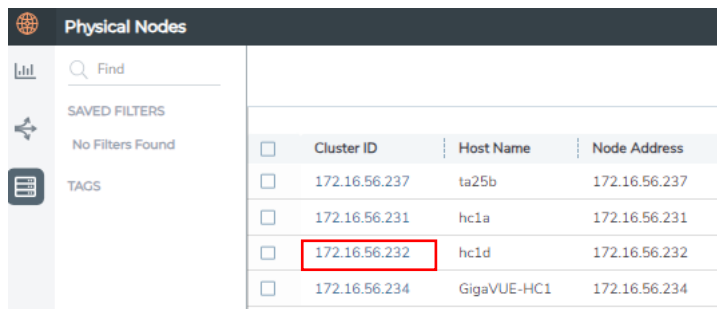 Physical Nodes
Find
SAVED FILTERS
No Filters Found
TAGS
Cluster ID Host Name Node Address
172.16.56.237 ta25b 172.16.56.237
172.16.56.231 hc1a 172.16.56.231
172.16.56.232 hc1d 172.16.56.232
172.16.56.234 GigaVUE-HC1 172.16.56.234